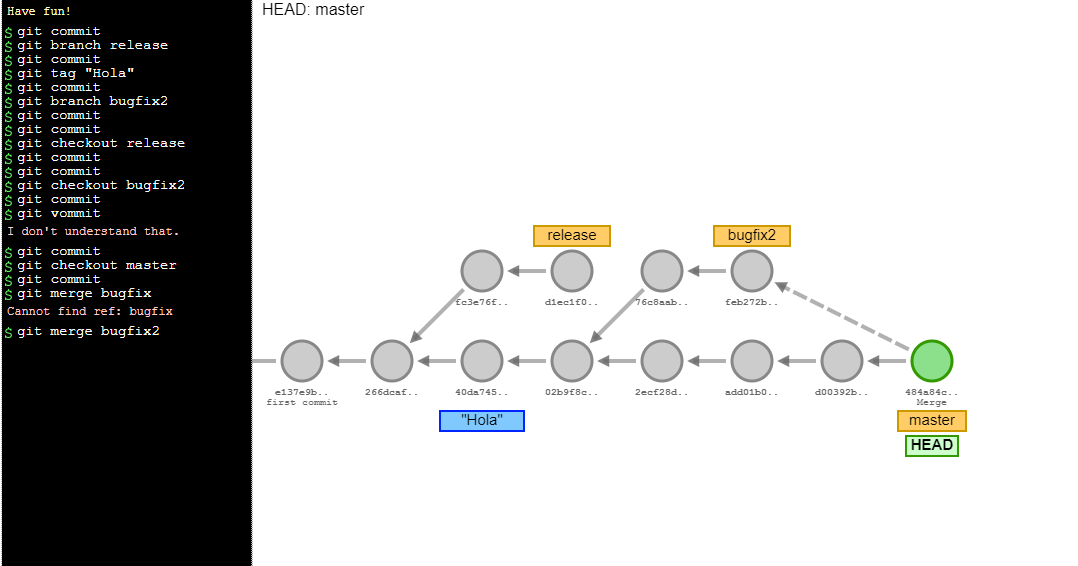 Have fun!
$ git commit
$ git branch release
$ git commit
$ git tag "Hola"
$ git commit
$ git branch bugfix2
$ git commit
$ git commit
$ git checkout release
$ git commit
$ git commit
$ git checkout bugfix2
$ git commit
$ git vommit
I don't understand that.
$ git commit
$ git checkout master
$ git commit
$ git merge bugfix
Cannot find ref: bugfix
$ git merge bugfix2
HEAD: master
release
bugfix2
fc3e76f..
d1ec1f0..
76c8aab..
feb272b..
e137e9b..
first commit
266dcaf..
40da745..
02b9f8c..
2ecf28d..
add01b0..
d00392b..
484a84c..
Merge
"Hola"
master
HEAD